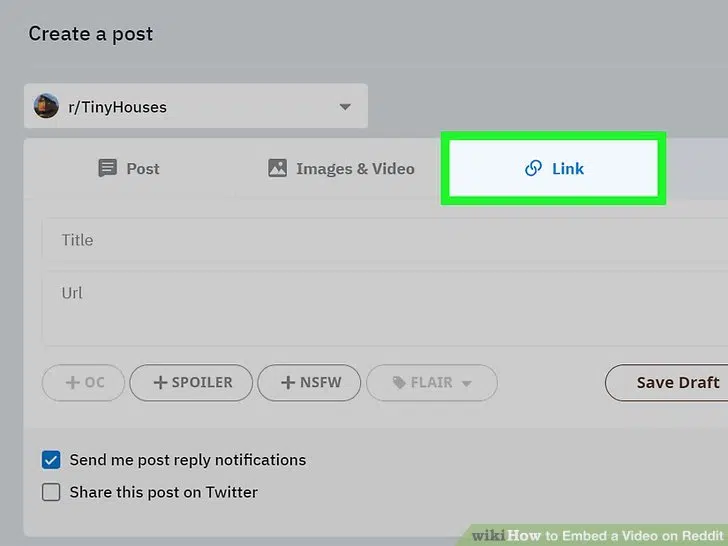 Create a post
r/TinyHouses
Post Images & Video Link
Title
Url
OC SPOILER NSFW FLAIR Save Draft
Send me post reply notifications
Share this post on Twitter
wikiHow to Embed a Video on Reddit